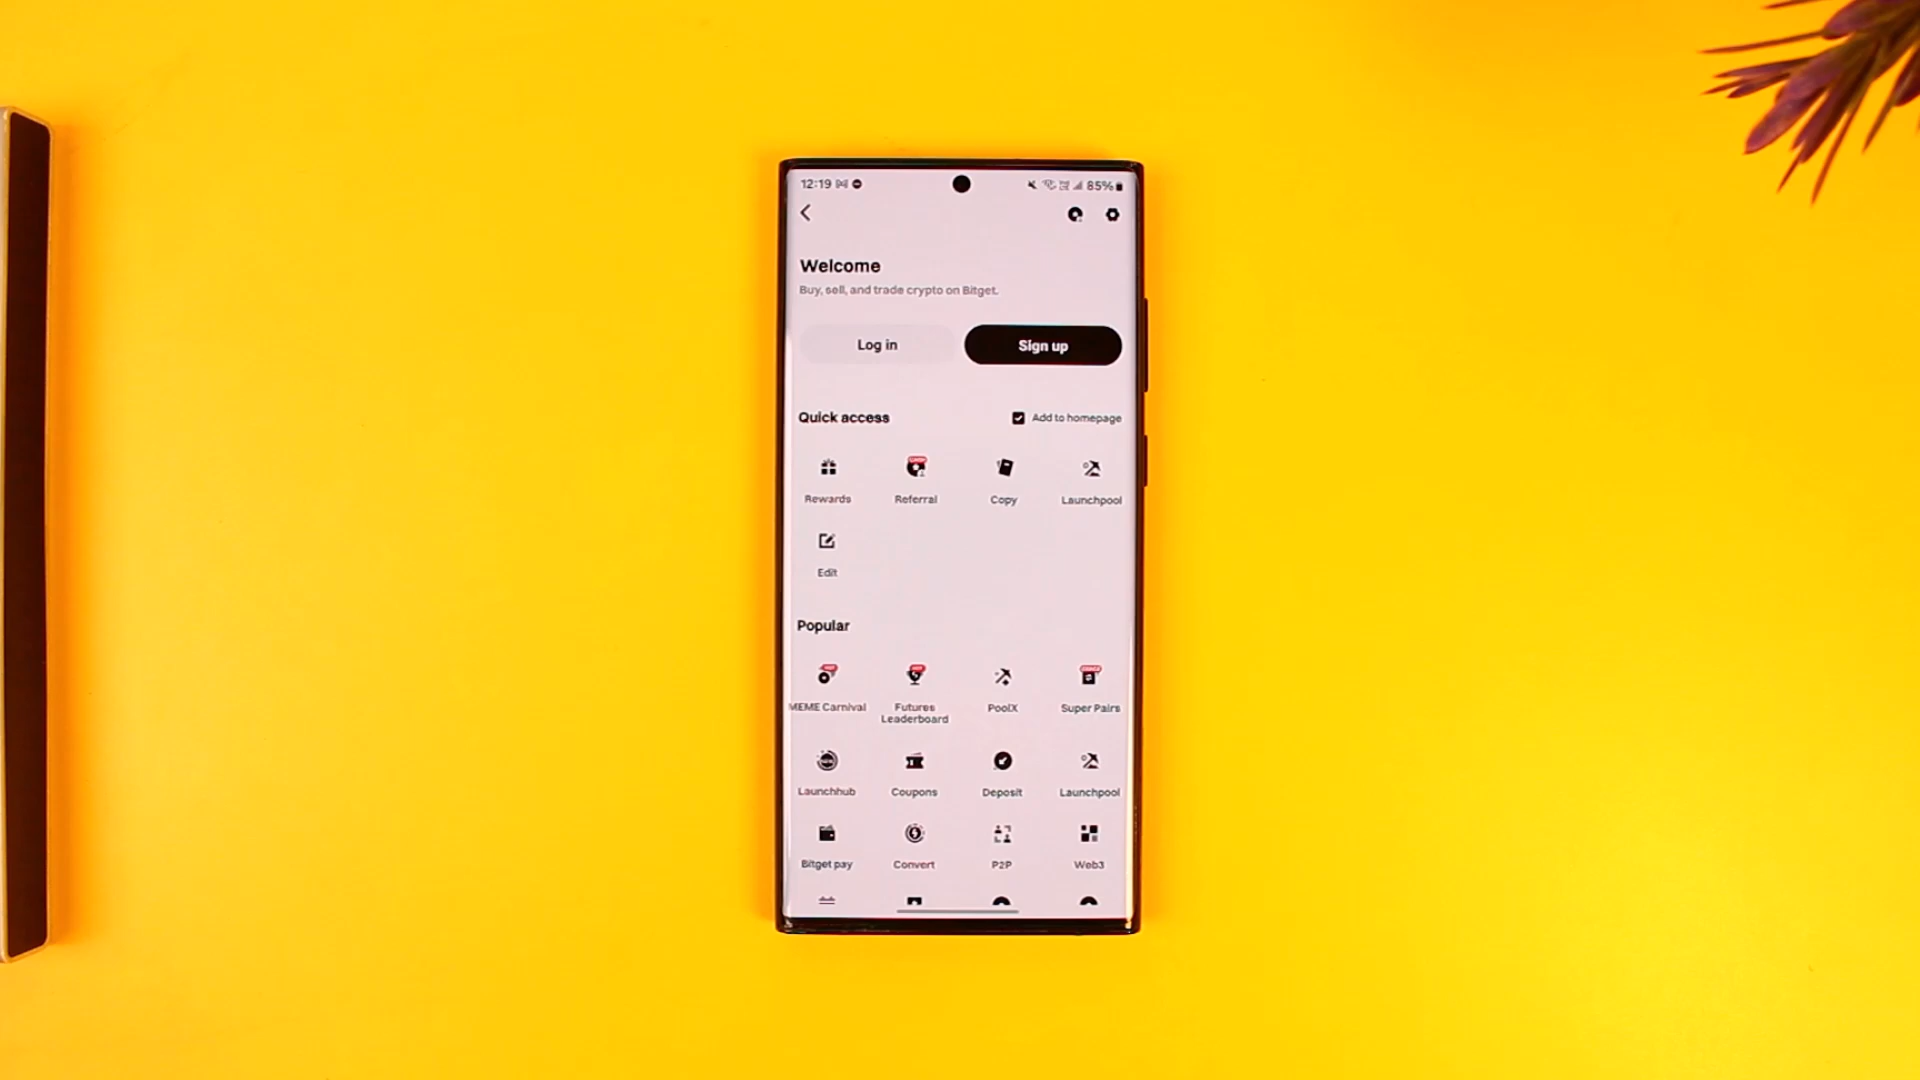 12:19 85%
Welcome
Buy, sell, and trade crypto on Bitget.
Log in Sign up
Quick access Add to homepage
Rewards Referral Copy Launchpool
Edit
Popular
MEME Carnival Futures Leaderboard PoolX Super Pairs
Launchhub Coupons Deposit Launchpool
Bitget pay Convert P2P Web3